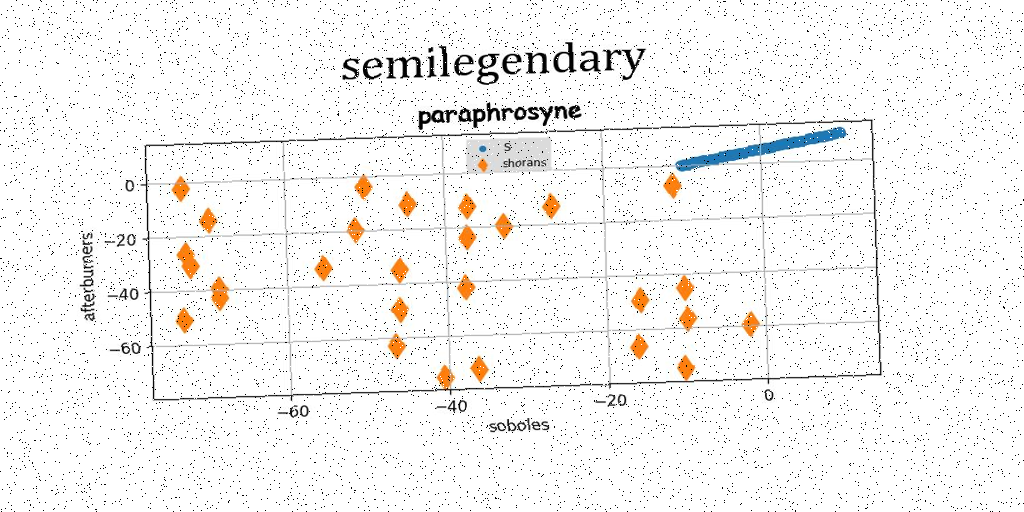 semilegendary
paraphrosyne
S
shorans
0
−20
−40
−60
afterburners
−60
−40
−20
0
soboles